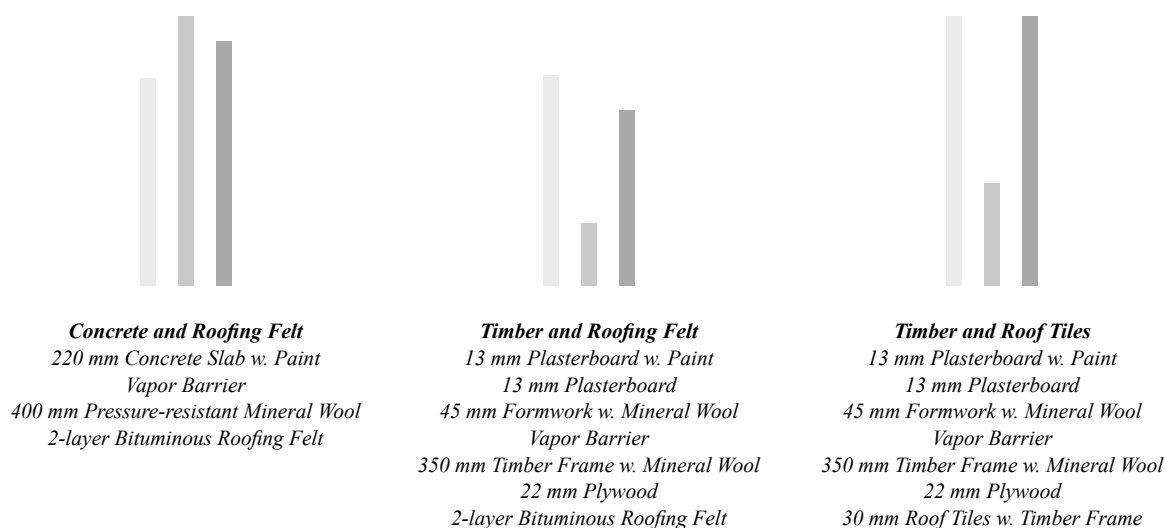 Concrete and Roofing Felt
220 mm Concrete Slab w. Paint
Vapor Barrier
400 mm Pressure-resistant Mineral Wool
2-layer Bituminous Roofing Felt
Timber and Roofing Felt
13 mm Plasterboard w. Paint
13 mm Plasterboard
45 mm Formwork w. Mineral Wool
Vapor Barrier
350 mm Timber Frame w. Mineral Wool
22 mm Plywood
2-layer Bituminous Roofing Felt
Timber and Roof Tiles
13 mm Plasterboard w. Paint
13 mm Plasterboard
45 mm Formwork w. Mineral Wool
Vapor Barrier
350 mm Timber Frame w. Mineral Wool
22 mm Plywood
30 mm Roof Tiles w. Timber Frame